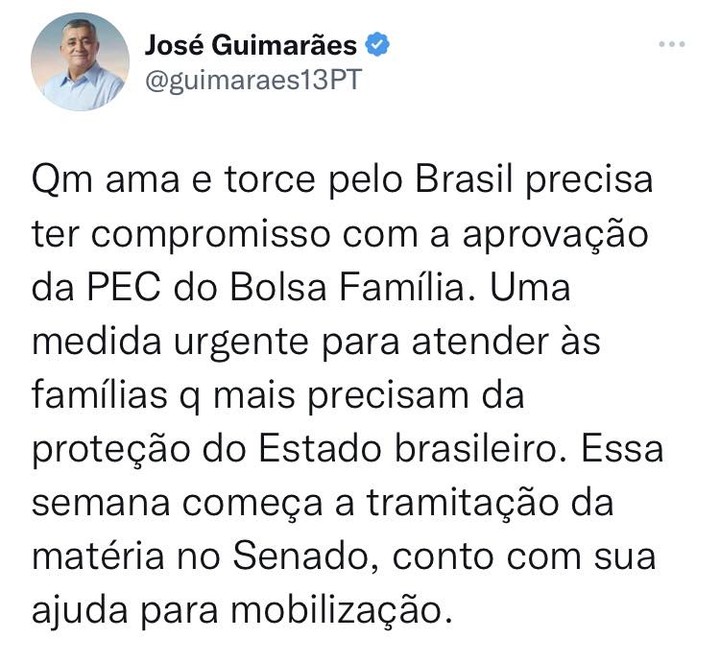 José Guimarães
@guimaraes13PT
Qm ama e torce pelo Brasil precisa
ter compromisso com a aprovação
da PEC do Bolsa Família. Uma
medida urgente para atender às
famílias q mais precisam da
proteção do Estado brasileiro. Essa
semana começa a tramitação da
matéria no Senado, conto com sua
ajuda para mobilização.